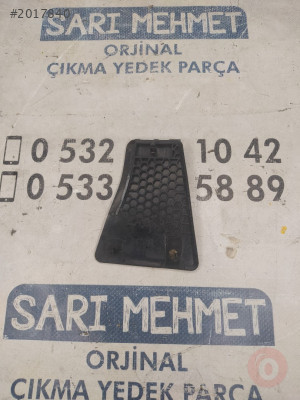 #2017840
SARI MEHMET
ORJİNAL
ÇIKMA YEDEK PARÇA
0 532 10 42
0 533 58 89
SARI MEHMET
ORJİNAL
ÇIKMA YEDEK PARÇA